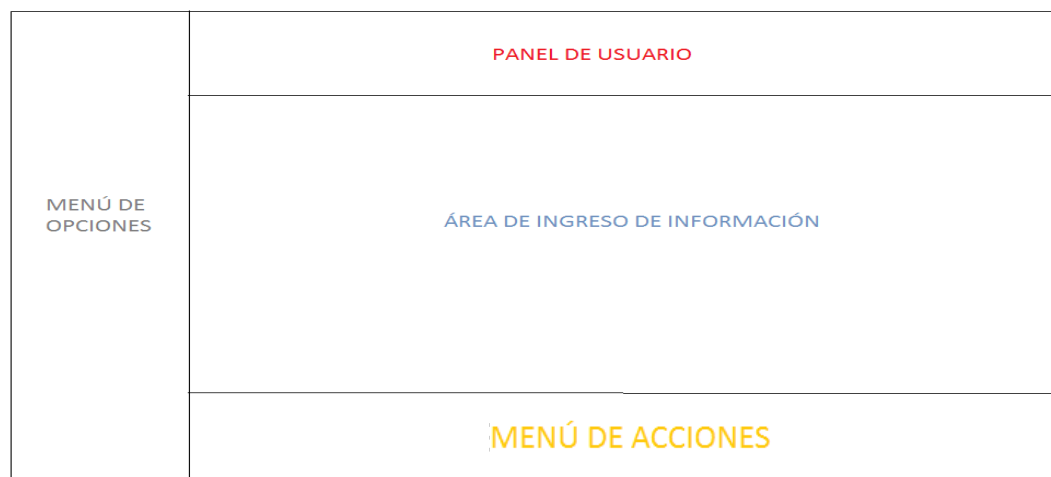 PANEL DE USUARIO
MENÚ DE
OPCIONES
ÁREA DE INGRESO DE INFORMACIÓN
MENÚ DE ACCIONES